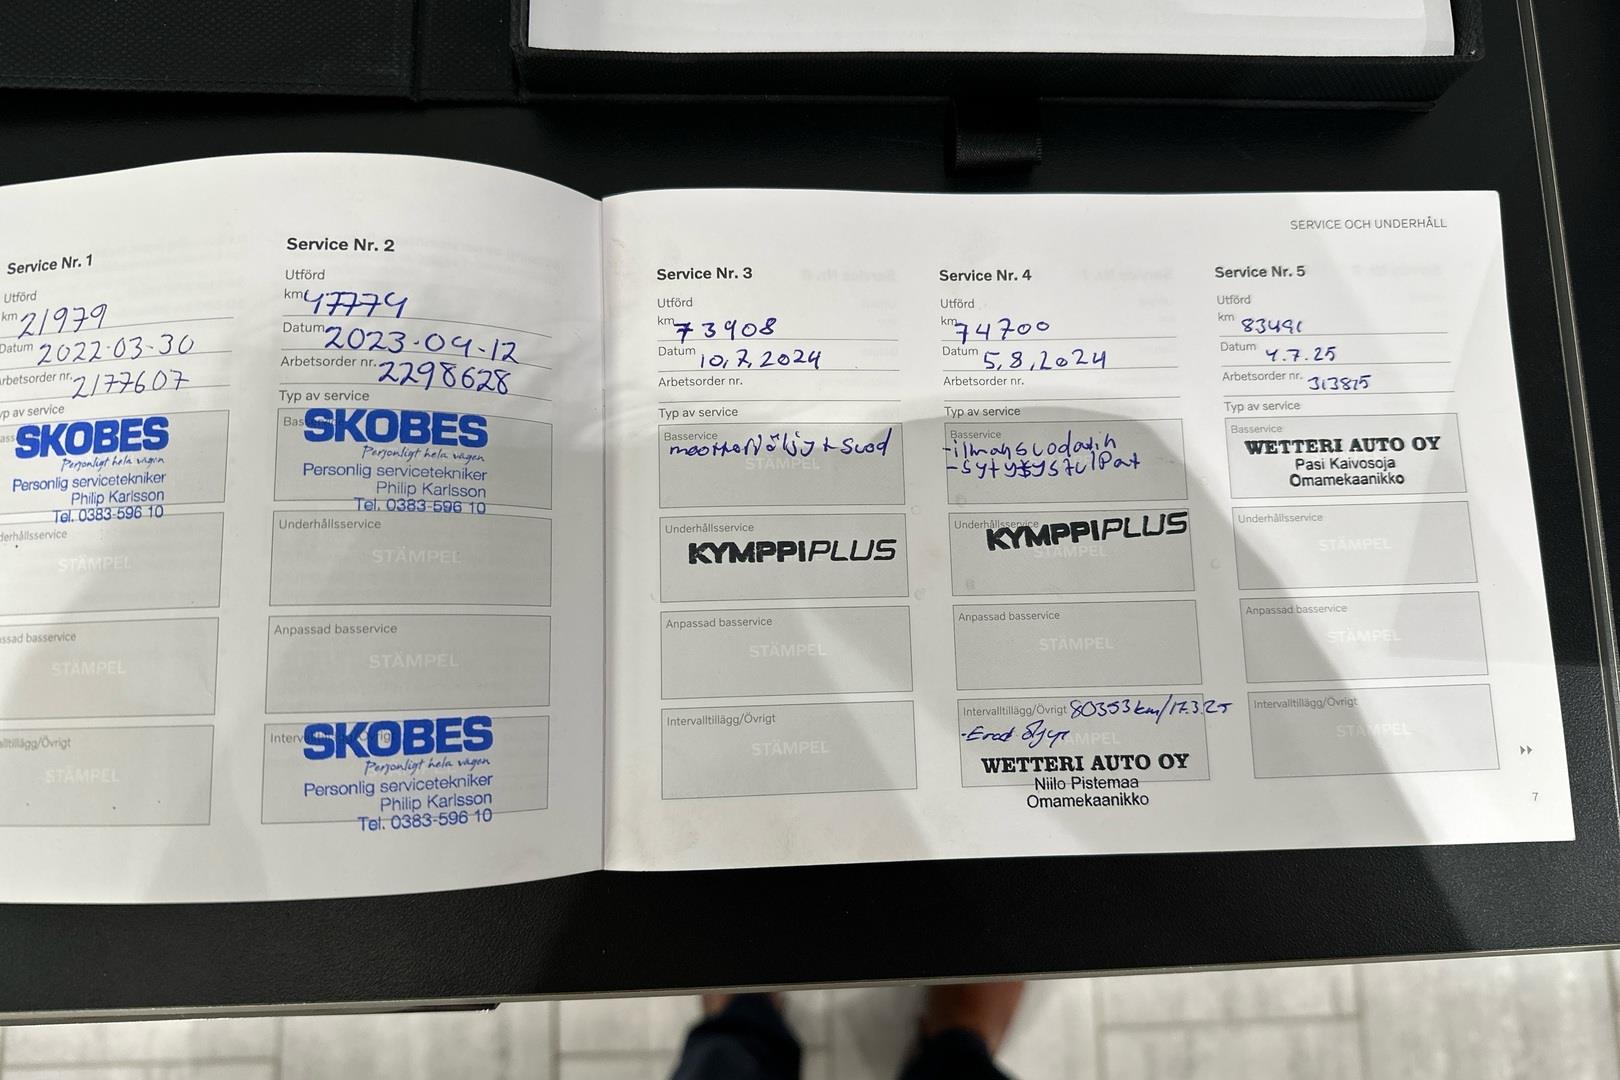 SERVICE OCH UNDERHÅLL
Service Nr. 1
Utförd
km 21979
Datum 2022-03-30
Arbetsorder nr. 2177607
Typ av service
SKOBES
Personligt hela vägen
Personlig servicetekniker
Philip Karlsson
Tel. 0383-596 10
STÄMPEL
STÄMPEL
STÄMPEL
Service Nr. 2
Utförd
km 47774
Datum 2023-04-12
Arbetsorder nr. 2298628
Typ av service
SKOBES
Personligt hela vägen
Personlig servicetekniker
Philip Karlsson
Tel. 0383-596 10
Underhållsservice
STÄMPEL
Anpassad basservice
STÄMPEL
SKOBES
Personligt hela vägen
Personlig servicetekniker
Philip Karlsson
Tel. 0383-596 10
Service Nr. 3
Utförd
km 73908
Datum 10.7.2024
Arbetsorder nr.
Typ av service
Basservice
moottoriöljy + suod
STÄMPEL
Underhållsservice
KYMPPIPLUS
Anpassad basservice
STÄMPEL
Intervalltillägg/Övrigt
STÄMPEL
Service Nr. 4
Utförd
km 74700
Datum 5.8.2024
Arbetsorder nr.
Typ av service
Basservice
-ilmansuodatin
-sytytystulpat
Underhållsservice
KYMPPIPLUS
STÄMPEL
Anpassad basservice
STÄMPEL
Intervalltillägg/Övrigt 80353 km/17.3.25
STÄMPEL
WETTERI AUTO OY
Niilo Pistemaa
Omamekaanikko
Service Nr. 5
Utförd
km 83491
Datum 4.7.25
Arbetsorder nr. 313815
Typ av service
Basservice
WETTERI AUTO OY
Pasi Kaivosoja
Omamekaanikko
Underhållsservice
STÄMPEL
Anpassad basservice
STÄMPEL
Intervalltillägg/Övrigt
STÄMPEL
7